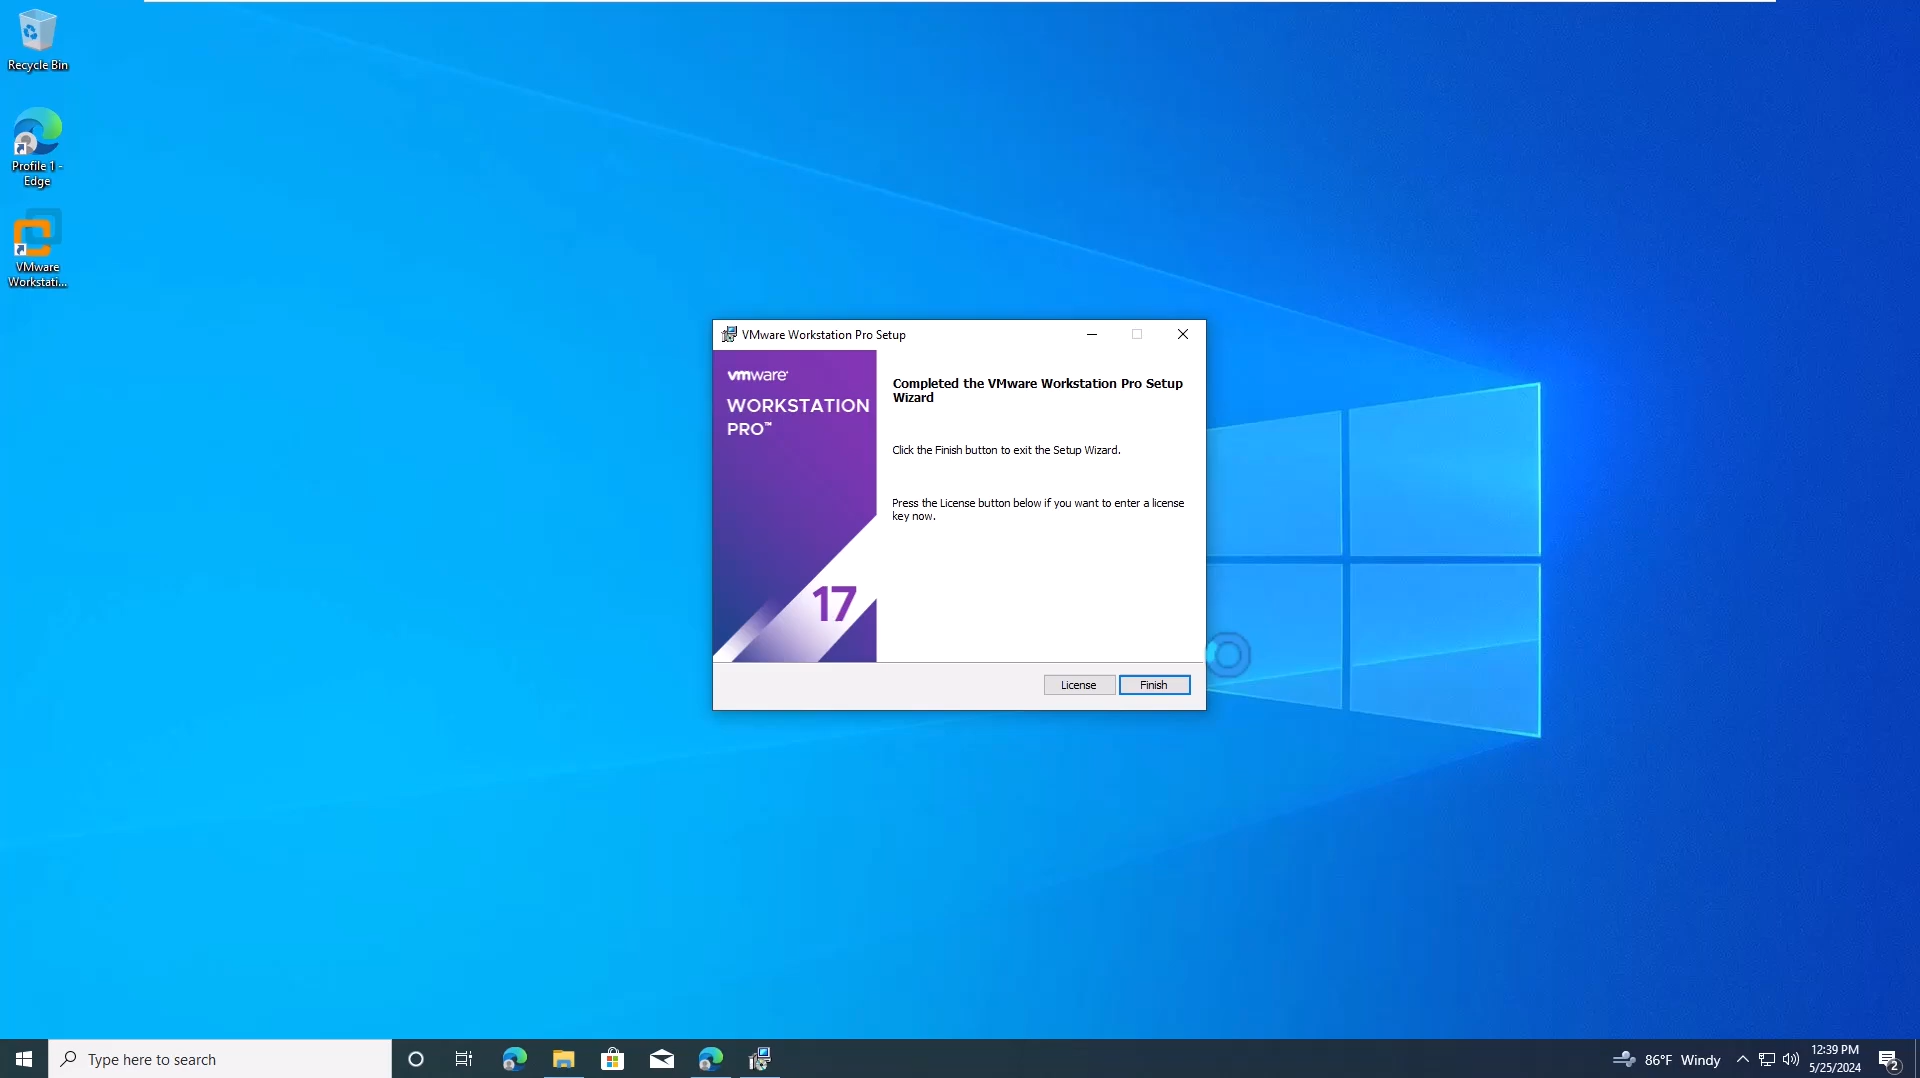 Recycle Bin
Profile 1 -
Edge
VMware
Workstati...
VMware Workstation Pro Setup
vmware®
WORKSTATION
PRO™
17
Completed the VMware Workstation Pro Setup
Wizard
Click the Finish button to exit the Setup Wizard.
Press the License button below if you want to enter a license
key now.
License
Finish
Type here to search
86°F Windy
12:39 PM
5/25/2024
2